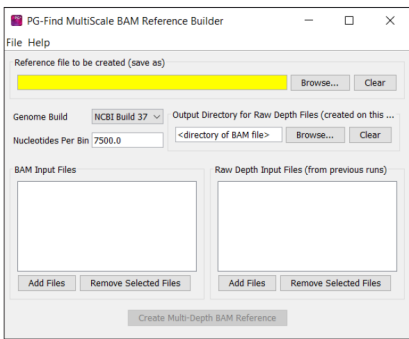 PG-Find MultiScale BAM Reference Builder
File Help
Reference file to be created (save as)
Browse... Clear
Genome Build NCBI Build 37
Output Directory for Raw Depth Files (created on this ...
Nucleotides Per Bin 7500.0
<directory of BAM file> Browse... Clear
BAM Input Files
Raw Depth Input Files (from previous runs)
Add Files Remove Selected Files
Add Files Remove Selected Files
Create Multi-Depth BAM Reference